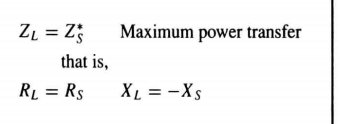 Z_L = Z_S^* Maximum power transfer
that is,
R_L = R_S X_L = -X_S